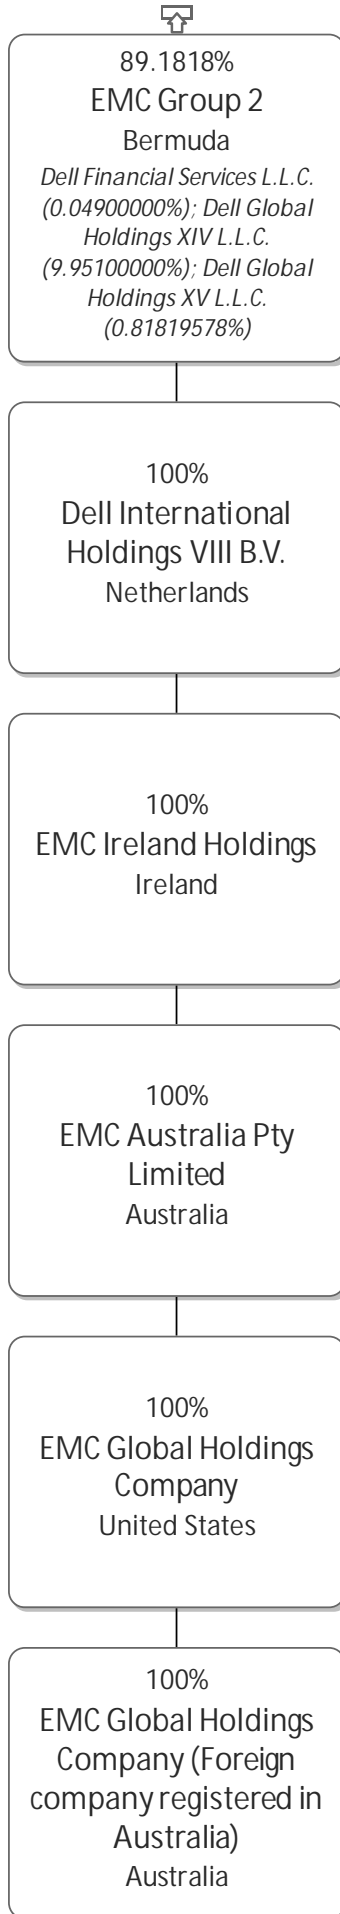 89.1818%
EMC Group 2
Bermuda
Dell Financial Services L.L.C.
(0.04900000%); Dell Global
Holdings XIV L.L.C.
(9.95100000%); Dell Global
Holdings XV L.L.C.
(0.81819578%)
100%
Dell International
Holdings VIII B.V.
Netherlands
100%
EMC Ireland Holdings
Ireland
100%
EMC Australia Pty
Limited
Australia
100%
EMC Global Holdings
Company
United States
100%
EMC Global Holdings
Company (Foreign
company registered in
Australia)
Australia